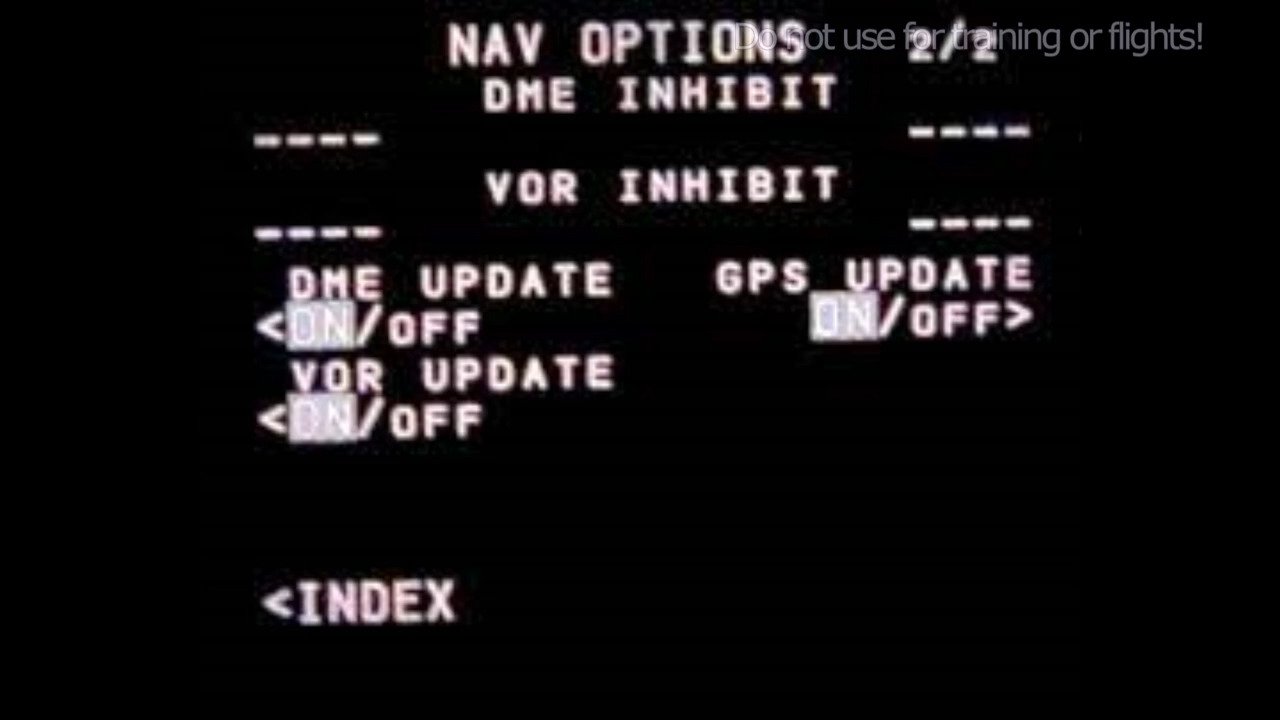 NAV OPTIONS 2/2
Do not use for training or flights!
DME INHIBIT
---- ----
VOR INHIBIT
---- ----
DME UPDATE GPS UPDATE
<ON/OFF ON/OFF>
VOR UPDATE
<ON/OFF
<INDEX